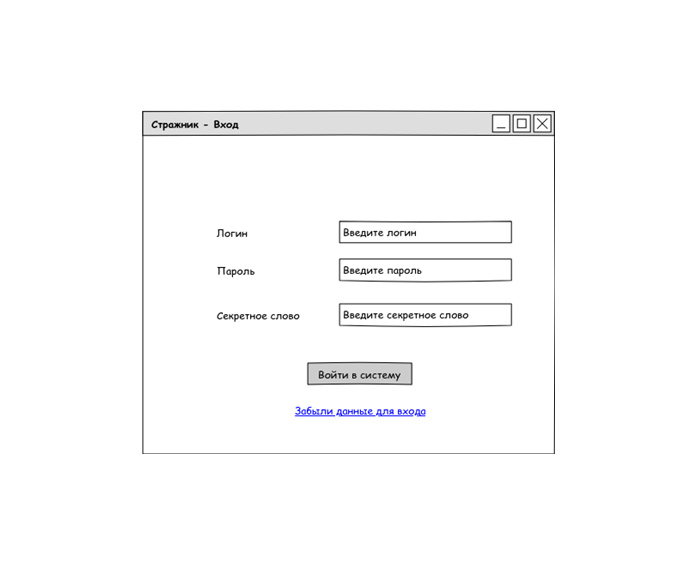 Стражник - Вход
Логин
Введите логин
Пароль
Введите пароль
Секретное слово
Введите секретное слово
Войти в систему
Забыли данные для входа